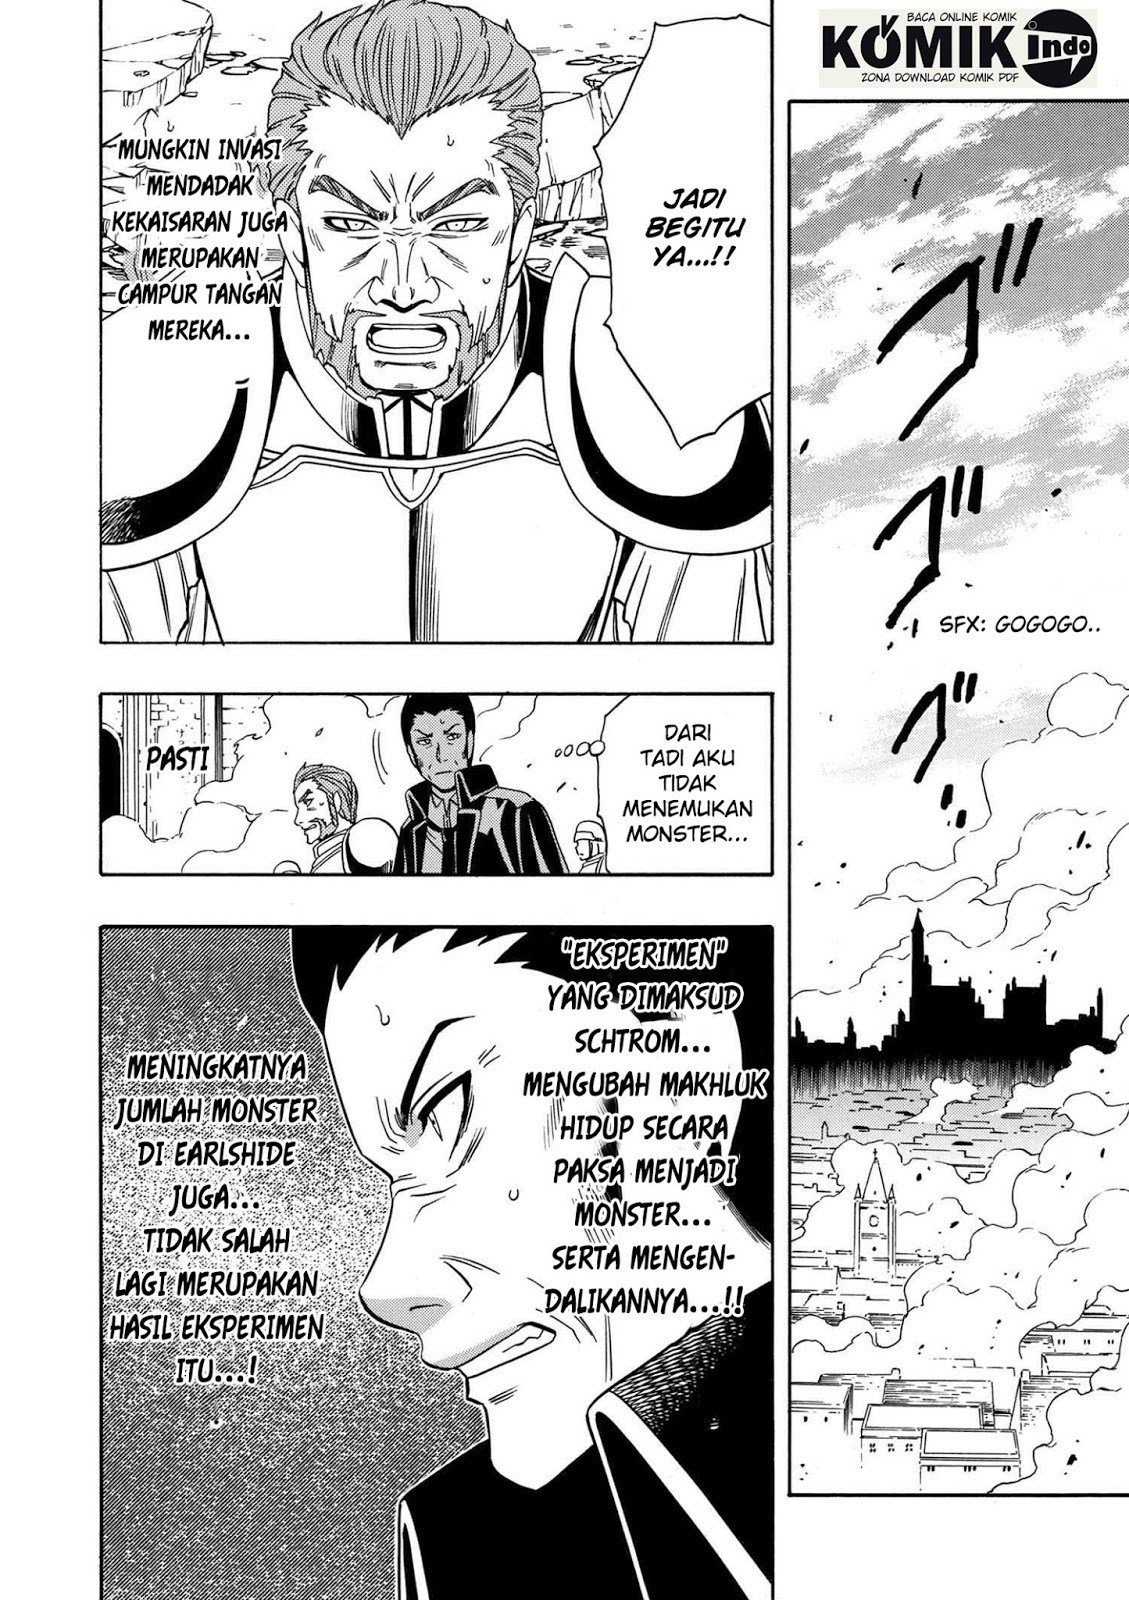 BACA ONLINE KOMIK
KOMIK indo
ZONA DOWNLOAD KOMIK PDF
ゴ
ゴ
ゴ
SFX: GOGOGO..
JADI
BEGITU
YA...!!
MUNGKIN INVASI
MENDADAK
KEKAISARAN JUGA
MERUPAKAN
CAMPUR TANGAN
MEREKA...
DARI
TADI AKU
TIDAK
MENEMUKAN
MONSTER...
PASTI
"EKSPERIMEN"
YANG DIMAKSUD
SCHTROM...
MENGUBAH MAKHLUK
HIDUP SECARA
PAKSA MENJADI
MONSTER...
SERTA MENGEN-
DALIKANNYA...!!
MENINGKATNYA
JUMLAH MONSTER
DI EARLSHIDE
JUGA...
TIDAK SALAH
LAGI MERUPAKAN
HASIL EKSPERIMEN
ITU...!